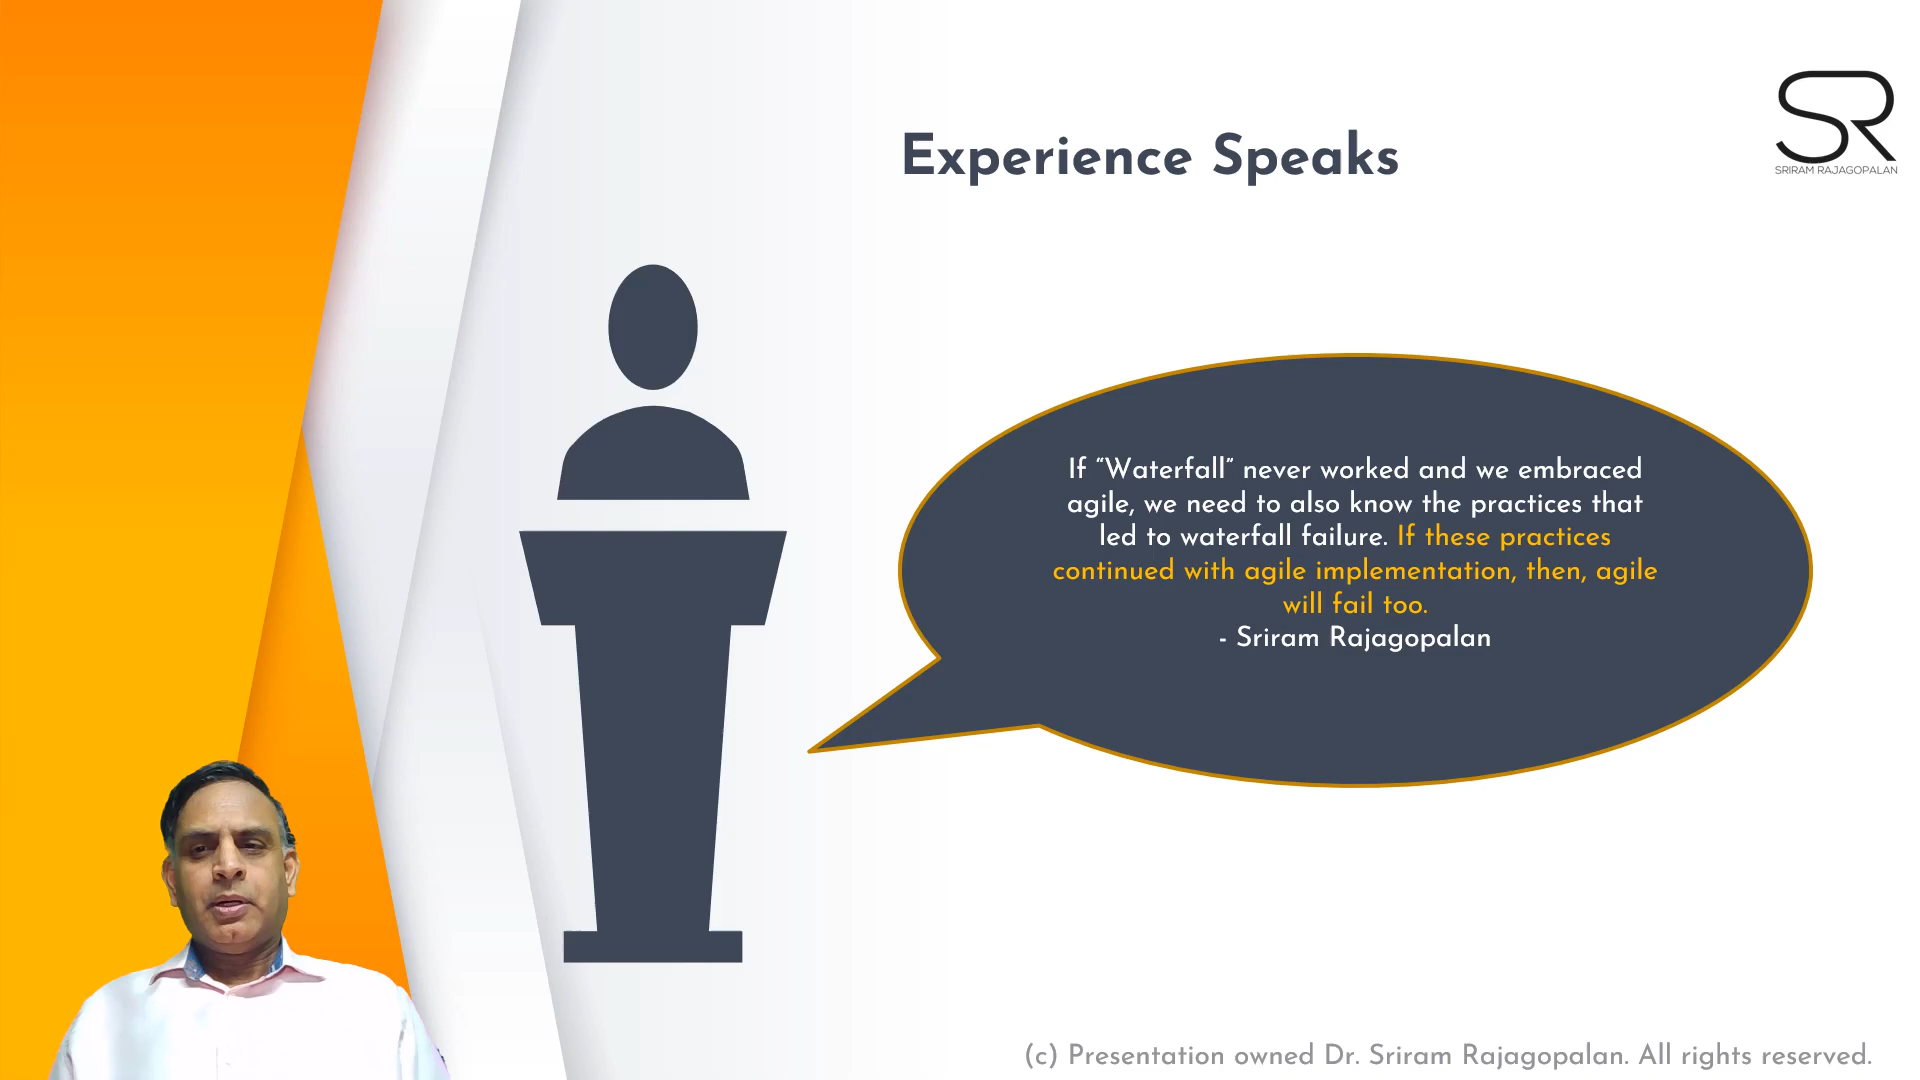 Experience Speaks
SR
SRIRAM RAJAGOPALAN
If “Waterfall” never worked and we embraced
agile, we need to also know the practices that
led to waterfall failure. If these practices
continued with agile implementation, then, agile
will fail too.
- Sriram Rajagopalan
(c) Presentation owned Dr. Sriram Rajagopalan. All rights reserved.